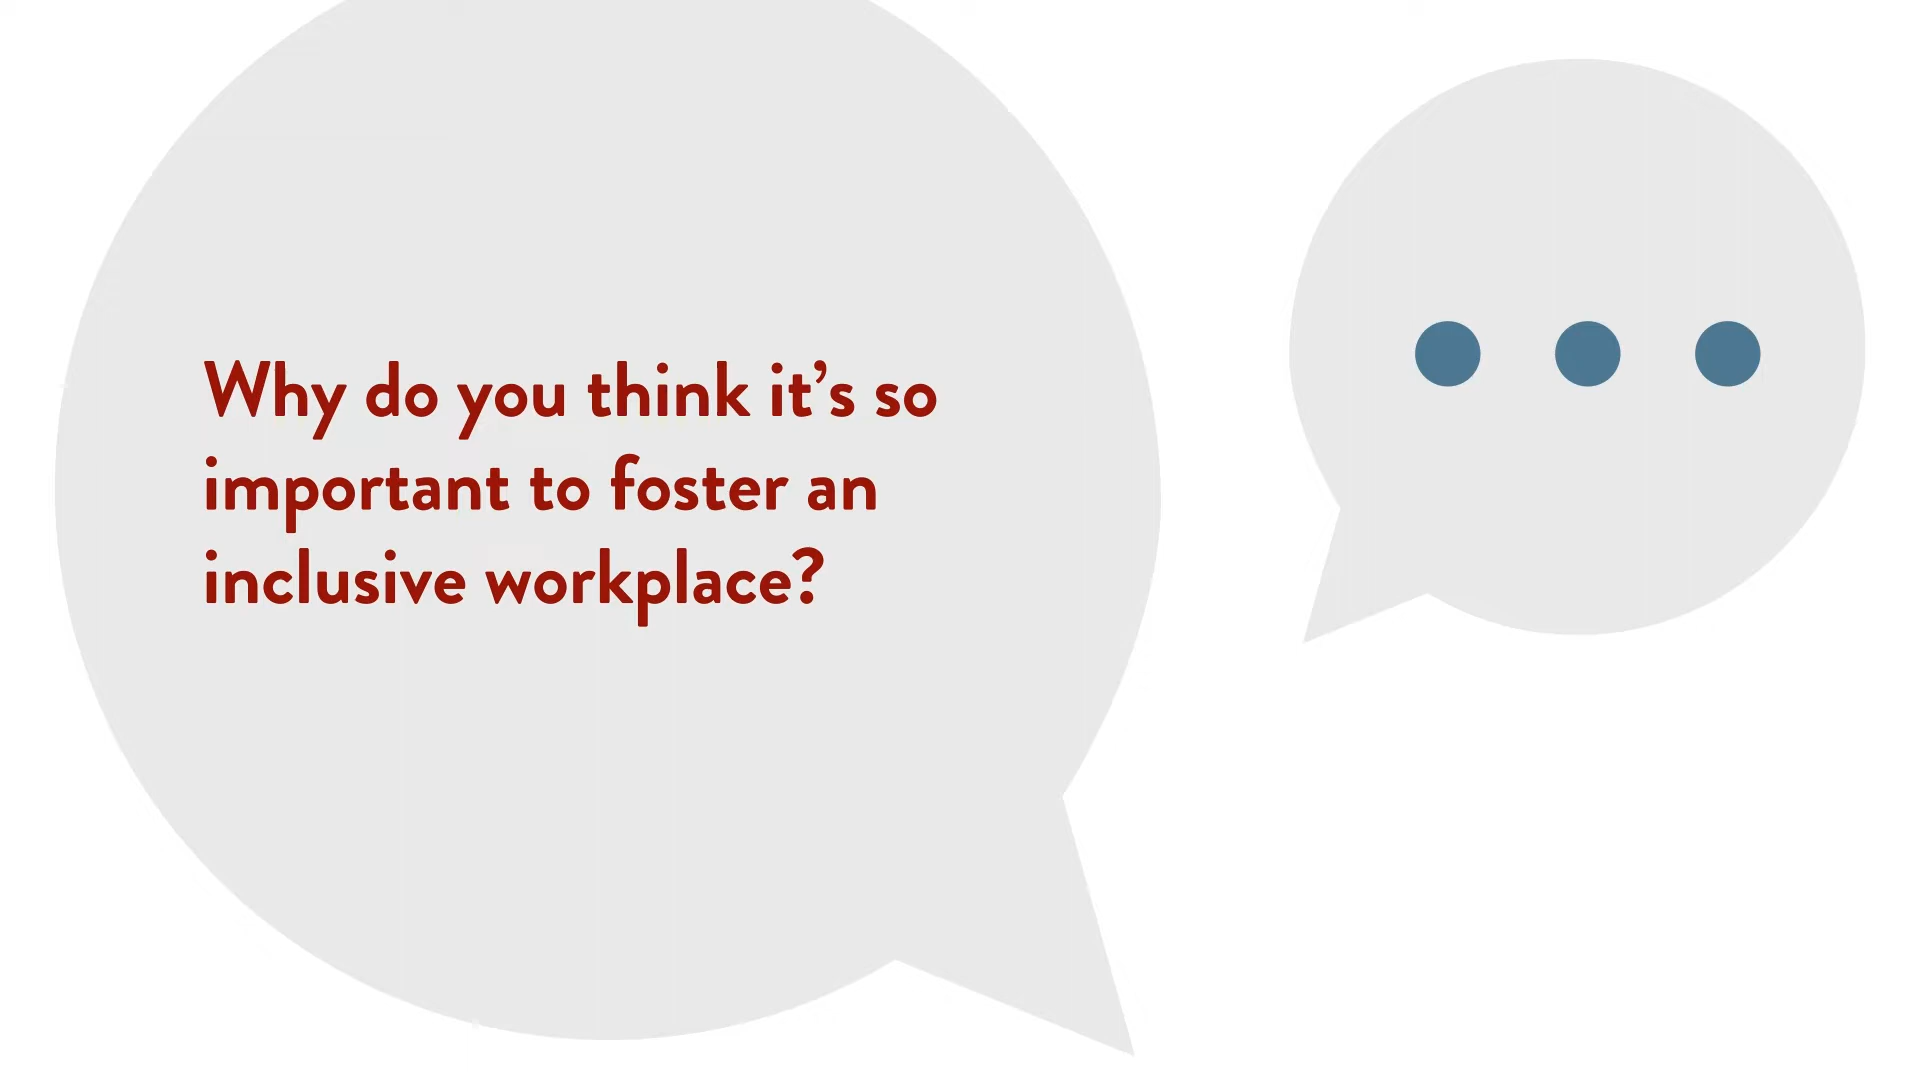 Why do you think it’s so
important to foster an
inclusive workplace?